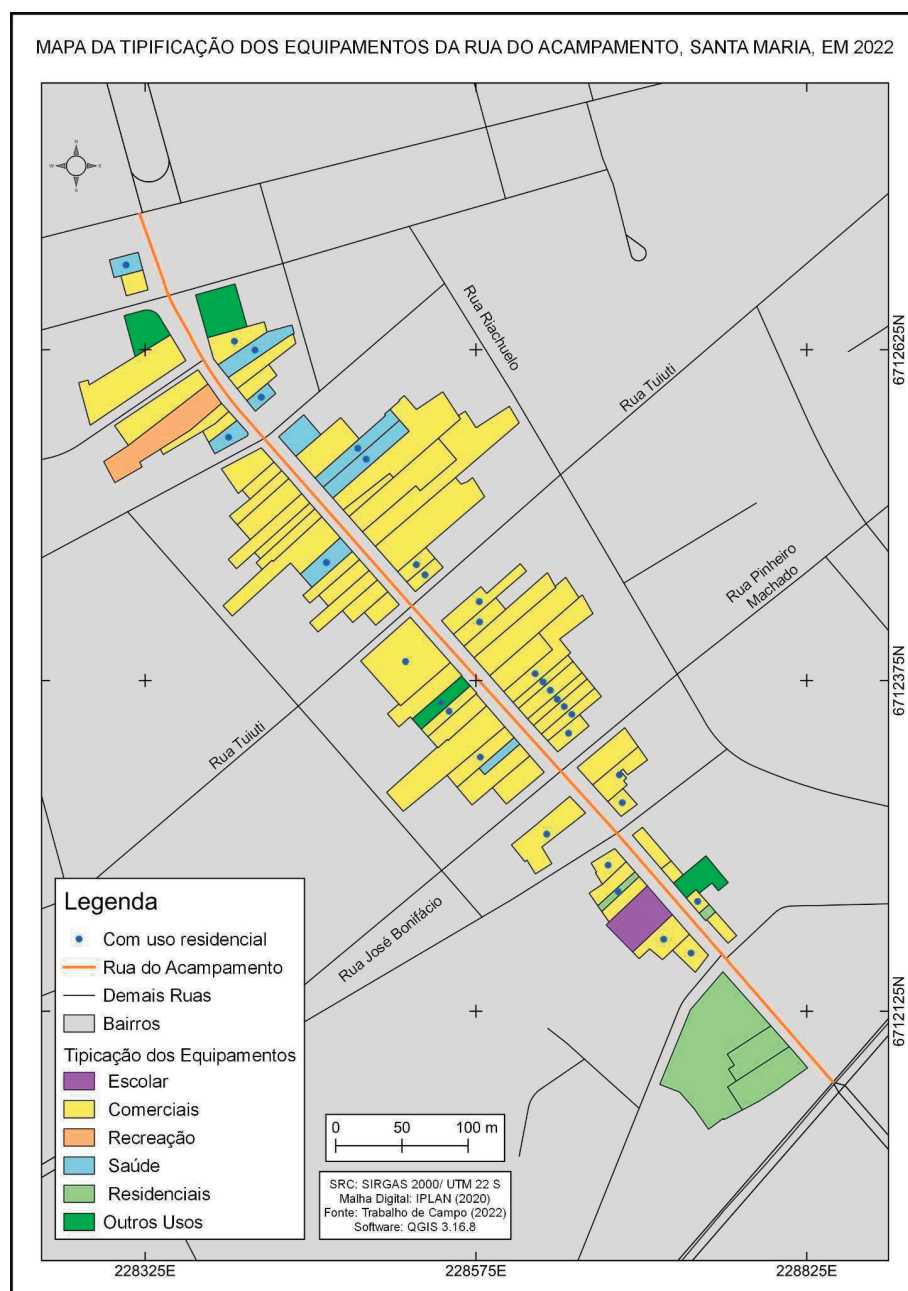 MAPA DA TIPIFICAÇÃO DOS EQUIPAMENTOS DA RUA DO ACAMPAMENTO, SANTA MARIA, EM 2022
N
W
E
S
Rua Riachuelo
Rua Tuiuti
Rua Pinheiro
Machado
Rua Tuiuti
Rua José Bonifácio
6712625N
6712375N
6712125N
Legenda
Com uso residencial
Rua do Acampamento
Demais Ruas
Bairros
Tipicação dos Equipamentos
Escolar
Comerciais
Recreação
Saúde
Residenciais
Outros Usos
0 50 100 m
SRC: SIRGAS 2000/ UTM 22 S
Malha Digital: IPLAN (2020)
Fonte: Trabalho de Campo (2022)
Software: QGIS 3.16.8
228325E
228575E
228825E